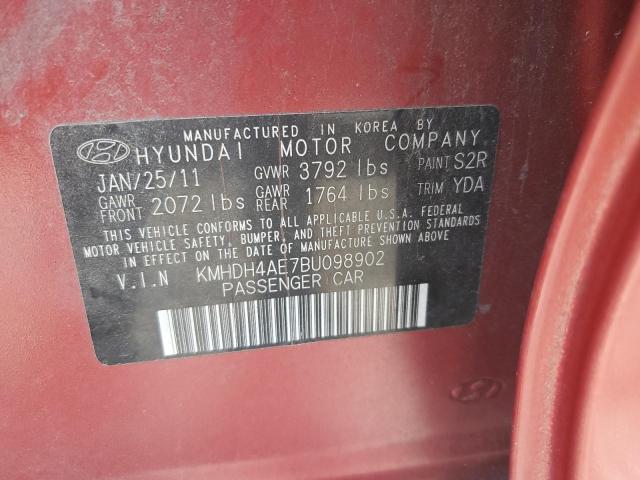 MANUFACTURED IN KOREA BY
HYUNDAI MOTOR COMPANY
JAN/25/11 GVWR 3792 lbs PAINT S2R
GAWR FRONT 2072 lbs GAWR REAR 1764 lbs TRIM YDA
THIS VEHICLE CONFORMS TO ALL APPLICABLE U.S.A. FEDERAL
MOTOR VEHICLE SAFETY, BUMPER, AND THEFT PREVENTION STANDARDS
IN EFFECT ON THE DATE OF MANUFACTURE SHOWN ABOVE.
V.I.N KMHDH4AE7BU098902
PASSENGER CAR